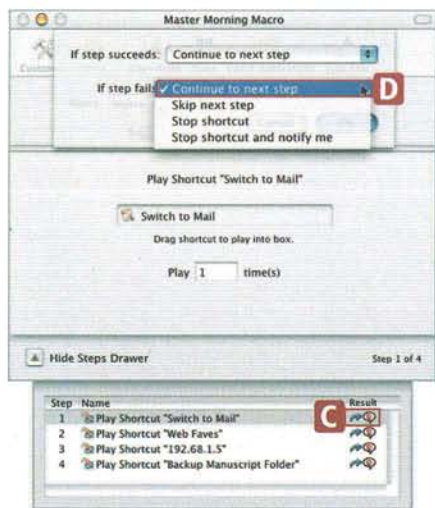 Master Morning Macro
If step succeeds: Continue to next step
If step fails ✓ Continue to next step
D
Skip next step
Stop shortcut
Stop shortcut and notify me
Play Shortcut "Switch to Mail"
Switch to Mail
Drag shortcut to play into box.
Play 1 time(s)
Hide Steps Drawer Step 1 of 4
Step Name Result
1 Play Shortcut "Switch to Mail" C
2 Play Shortcut "Web Faves"
3 Play Shortcut "192.68.1.5"
4 Play Shortcut "Backup Manuscript Folder"